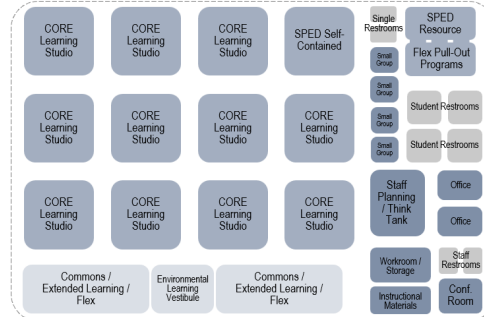 CORE
Learning
Studio
CORE
Learning
Studio
CORE
Learning
Studio
SPED Self-
Contained
Single
Restrooms
SPED
Resource
Flex Pull-Out
Programs
Small
Group
Small
Group
Small
Group
Small
Group
CORE
Learning
Studio
CORE
Learning
Studio
CORE
Learning
Studio
CORE
Learning
Studio
Student Restrooms
Student Restrooms
CORE
Learning
Studio
CORE
Learning
Studio
CORE
Learning
Studio
CORE
Learning
Studio
Staff
Planning
/ Think
Tank
Office
Office
Commons /
Extended Learning /
Flex
Environmental
Learning
Vestibule
Commons /
Extended Learning /
Flex
Workroom /
Storage
Staff
Restrooms
Instructional
Materials
Conf.
Room